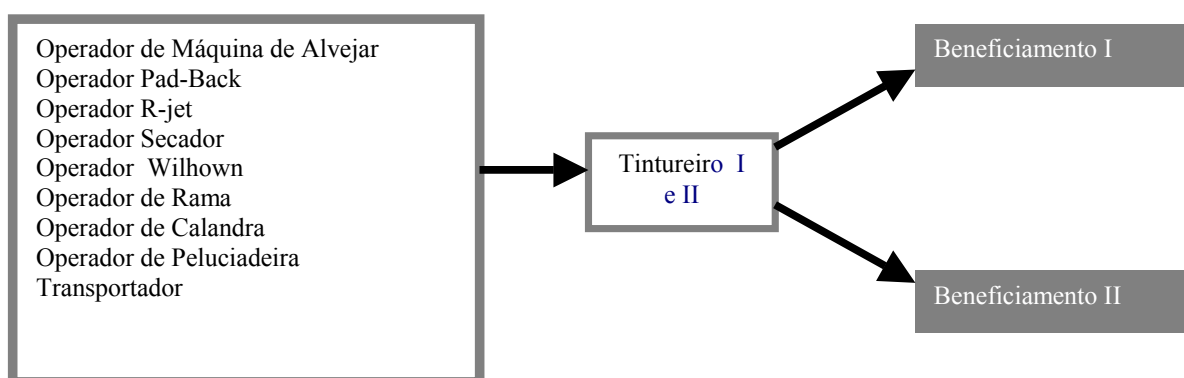 Operador de Máquina de Alvejar
Operador Pad-Back
Operador R-jet
Operador Secador
Operador Wilhown
Operador de Rama
Operador de Calandra
Operador de Peluciadeira
Transportador
Tintureiro I
e II
Beneficiamento I
Beneficiamento II